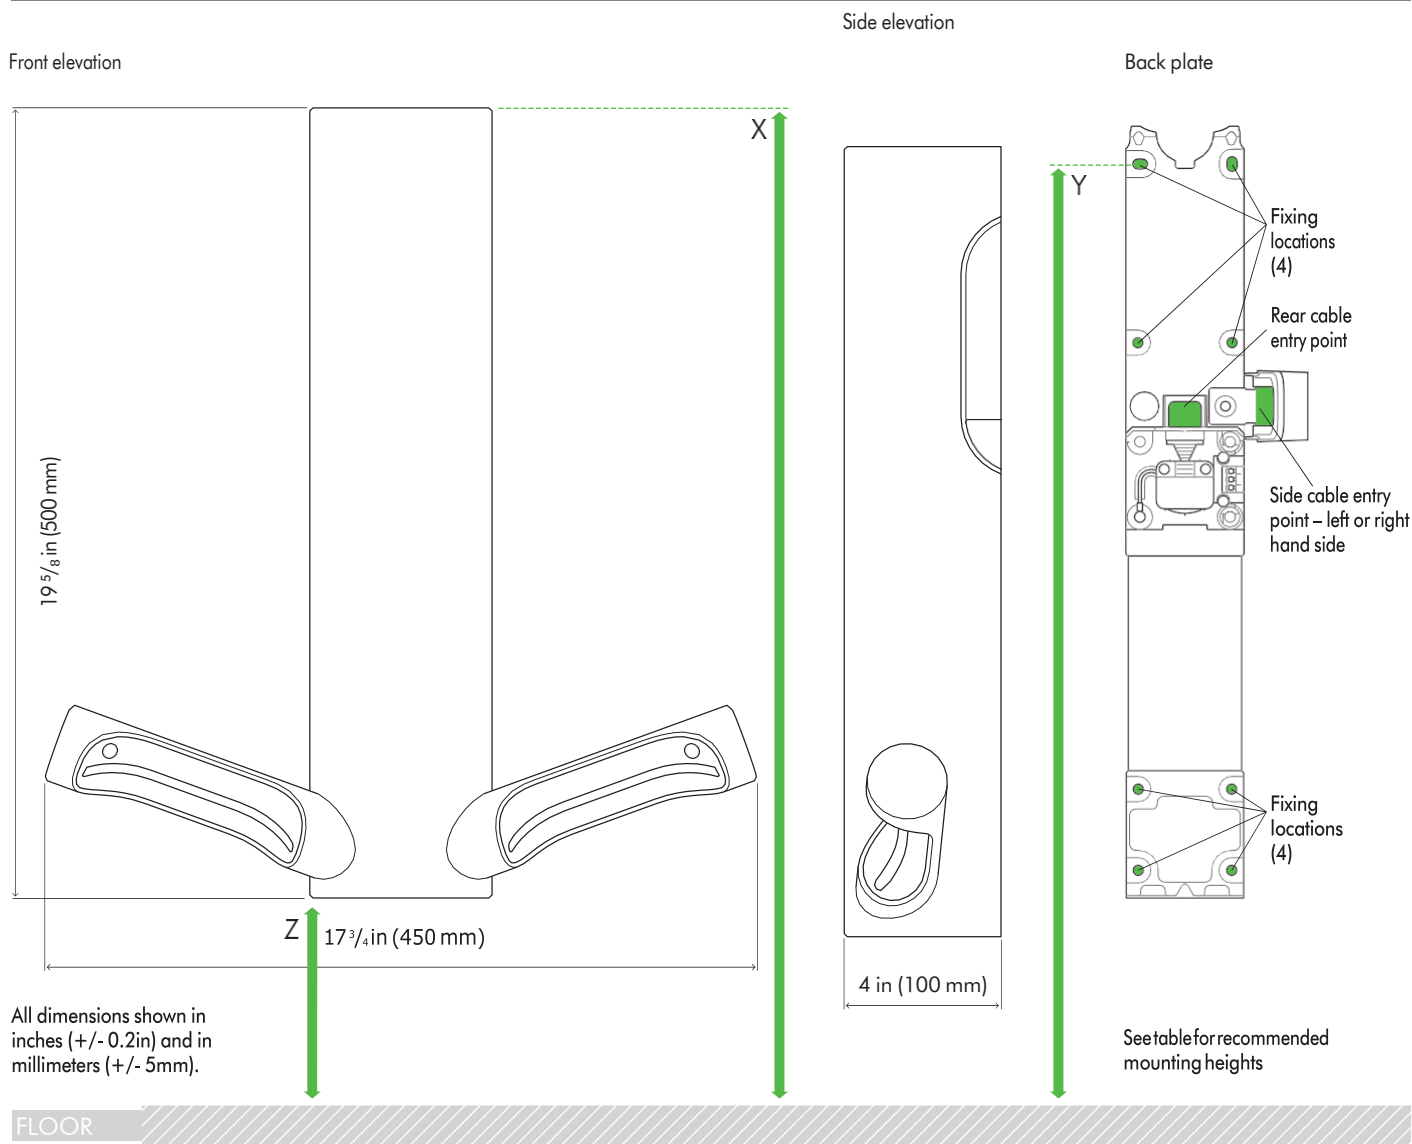 Side elevation
Front elevation
Back plate
X
Y
Fixing
locations
(4)
Rear cable
entry point
19 5/8 in (500 mm)
Side cable entry
point – left or right
hand side
Fixing
locations
(4)
Z
17 3/4 in (450 mm)
4 in (100 mm)
All dimensions shown in
inches (+/- 0.2in) and in
millimeters (+/- 5mm).
See table for recommended
mounting heights
FLOOR